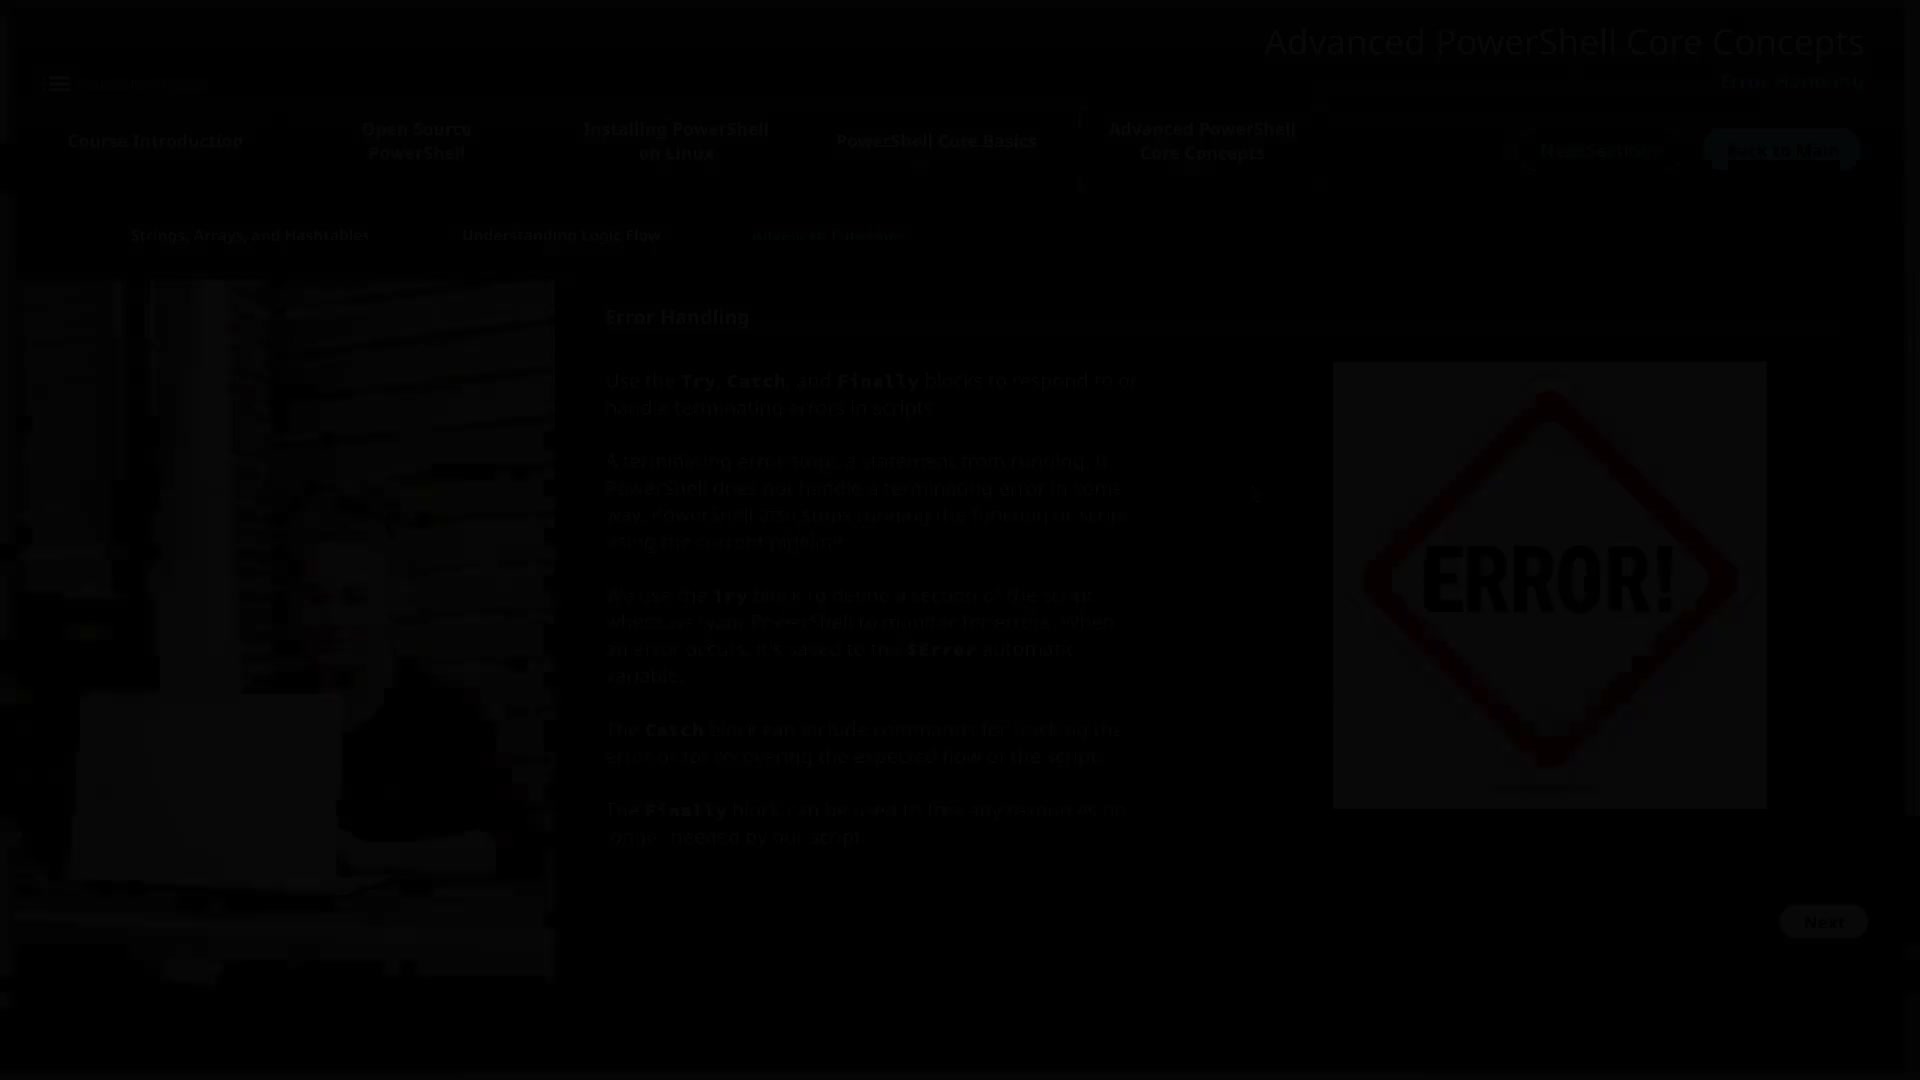 Advanced PowerShell Core Concepts
Error Handling
Course Introduction
Open Source
PowerShell
Installing PowerShell
on Linux
PowerShell Core Basics
Advanced PowerShell
Core Concepts
Next Section
Back to Main
Strings, Arrays, and Hashtables
Understanding Logic Flow
Advanced Functions
Error Handling
Use the Try, Catch, and Finally blocks to respond to or
handle terminating errors in scripts.
A terminating error stops a statement from running. If
PowerShell does not handle a terminating error in some
way, PowerShell also stops running the function or script
using the current pipeline.
We use the Try block to define a section of the script
where we want PowerShell to monitor for errors. When
an error occurs, it's saved to the $Error automatic
variable.
The Catch block can include commands for tracking the
error or for recovering the expected flow of the script.
The Finally block can be used to free any resources no
longer needed by our script.
ERROR!
Next